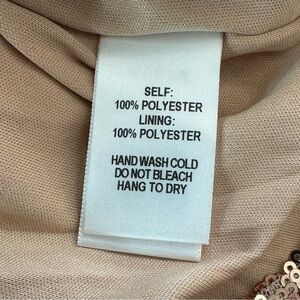 SELF:
100% POLYESTER
LINING:
100% POLYESTER
HAND WASH COLD
DO NOT BLEACH
HANG TO DRY